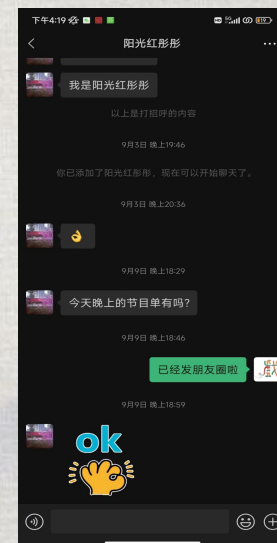 下午4:19
阳光红彤彤
我是阳光红彤彤
以上是打招呼的内容
9月3日 晚上19:46
你已添加了阳光红彤彤，现在可以开始聊天了。
9月3日 晚上20:36
9月9日 晚上18:29
今天晚上的节目单有吗?
9月9日 晚上18:46
已经发朋友圈啦
9月9日 晚上18:59
ok